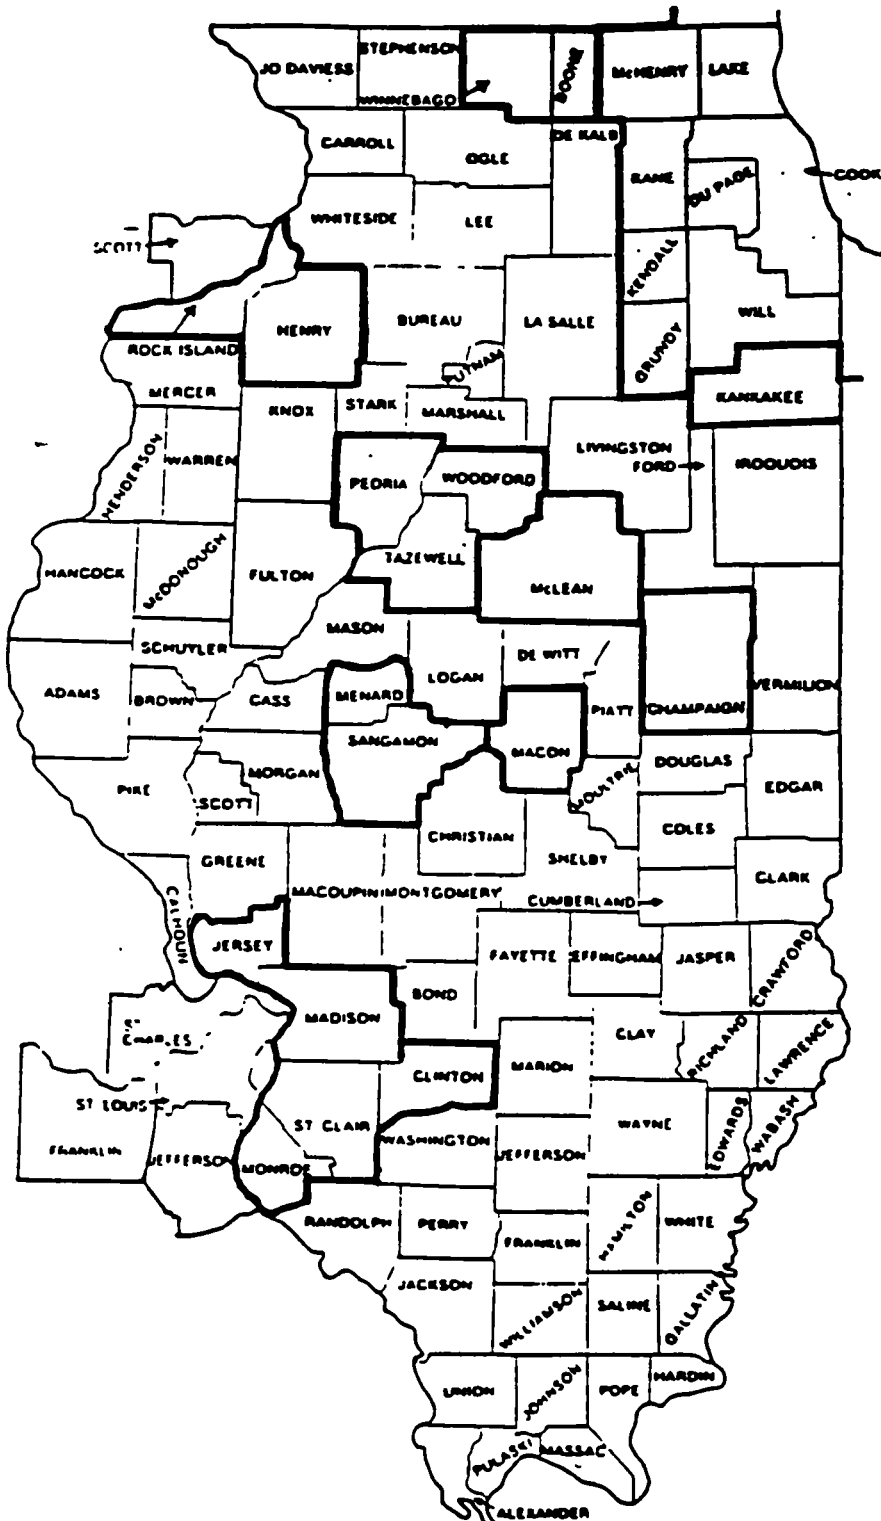 STEPHENSON
JO DAVIESS
BOONE
McHENRY
LAKE
WINNEBAGO
DE KALB
CARROLL
OGLE
KANE
DU PAGE
COOK
WHITESIDE
LEE
SCOTT
KENDALL
HENRY
BUREAU
LA SALLE
WILL
ROCK ISLAND
PUTNAM
GRUNDY
MERCER
KNOX
STARK
MARSHALL
KANKAKEE
HENDERSON
WARREN
LIVINGSTON
FORD
IROQUOIS
PEORIA
WOODFORD
HANCOCK
McDONOUGH
FULTON
TAZEWELL
McLEAN
MASON
SCHUYLER
DE WITT
ADAMS
BROWN
CASS
MENARD
LOGAN
PIATT
CHAMPAIGN
VERMILION
SANGAMON
MACON
PIKE
SCOTT
MORGAN
MOULTRIE
DOUGLAS
EDGAR
CHRISTIAN
COLES
GREENE
SHELBY
CLARK
CALHOUN
MACOUPIN
MONTGOMERY
CUMBERLAND
JERSEY
FAYETTE
EFFINGHAM
JASPER
CRAWFORD
MADISON
BOND
ST
CHARLES
CLAY
RICHLAND
LAWRENCE
CLINTON
MARION
ST LOUIS
ST CLAIR
WAYNE
EDWARDS
WABASH
FRANKLIN
JEFFERSON
MONROE
WASHINGTON
JEFFERSON
RANDOLPH
PERRY
HAMILTON
WHITE
FRANKLIN
JACKSON
WILLIAMSON
SALINE
GALLATIN
UNION
JOHNSON
POPE
HARDIN
PULASKI
MASSAC
ALEXANDER